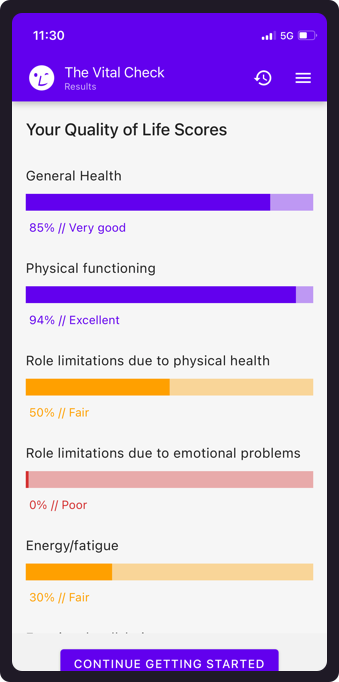 11:30
5G
The Vital Check
Results
Your Quality of Life Scores
General Health
85% // Very good
Physical functioning
94% // Excellent
Role limitations due to physical health
50% // Fair
Role limitations due to emotional problems
0% // Poor
Energy/fatigue
30% // Fair
CONTINUE GETTING STARTED